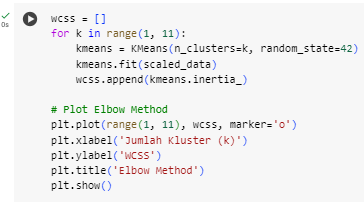 wcss = []
for k in range(1, 11):
    kmeans = KMeans(n_clusters=k, random_state=42)
    kmeans.fit(scaled_data)
    wcss.append(kmeans.inertia_)

# Plot Elbow Method
plt.plot(range(1, 11), wcss, marker='o')
plt.xlabel('Jumlah Kluster (k)')
plt.ylabel('WCSS')
plt.title('Elbow Method')
plt.show()
0s